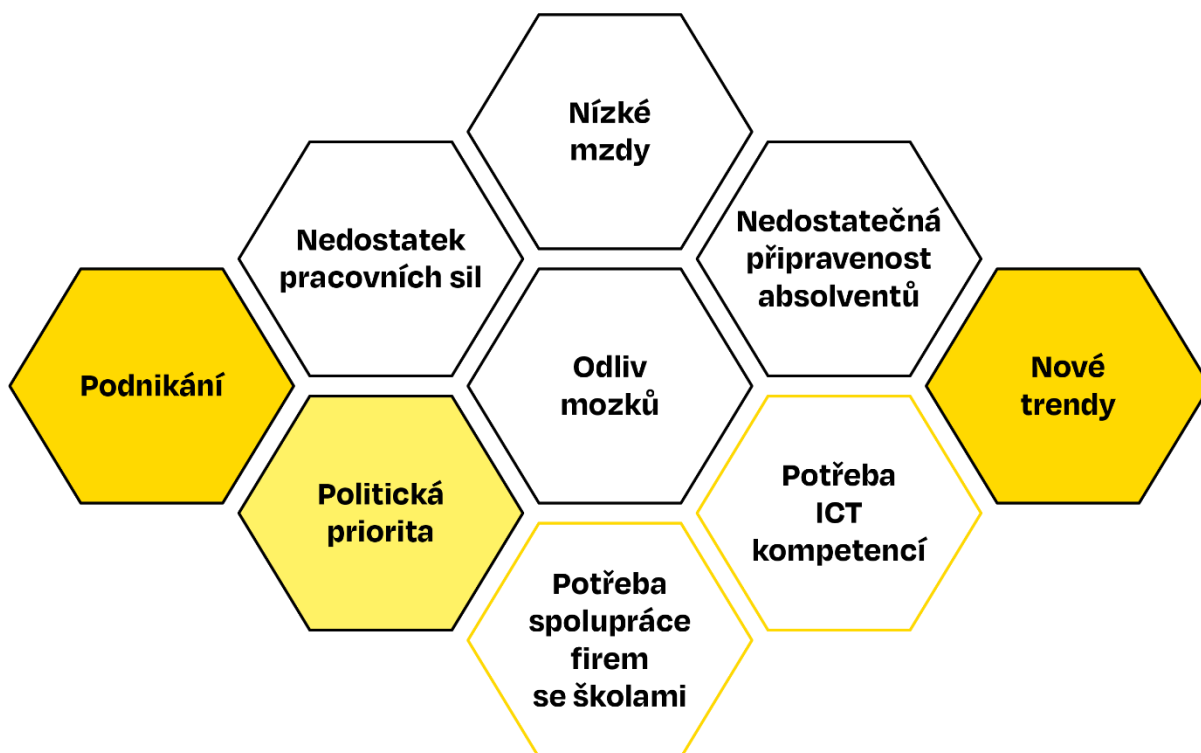 Nízké
mzdy
Nedostatek
pracovních sil
Nedostatečná
připravenost
absolventů
Podnikání
Odliv
mozků
Nové
trendy
Politická
priorita
Potřeba
ICT
kompetencí
Potřeba
spolupráce
firem
se školami